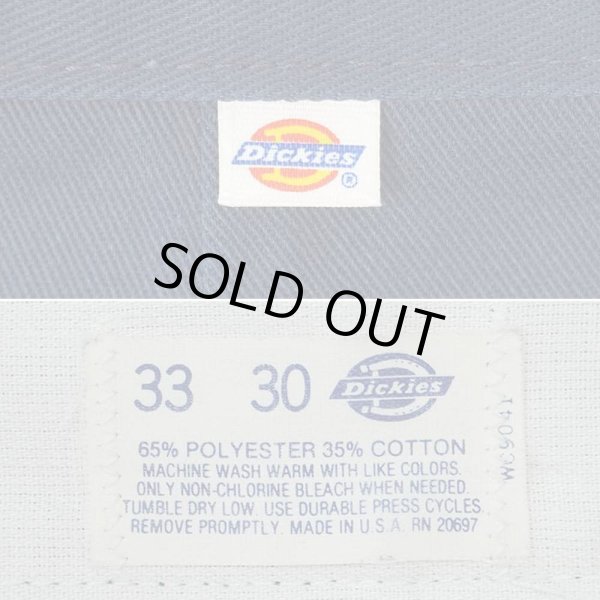 Dickies
®
SOLD OUT
33 30 Dickies
65% POLYESTER 35% COTTON
MACHINE WASH WARM WITH LIKE COLORS.
ONLY NON-CHLORINE BLEACH WHEN NEEDED.
TUMBLE DRY LOW. USE DURABLE PRESS CYCLES.
REMOVE PROMPTLY. MADE IN U.S.A. RN 20697